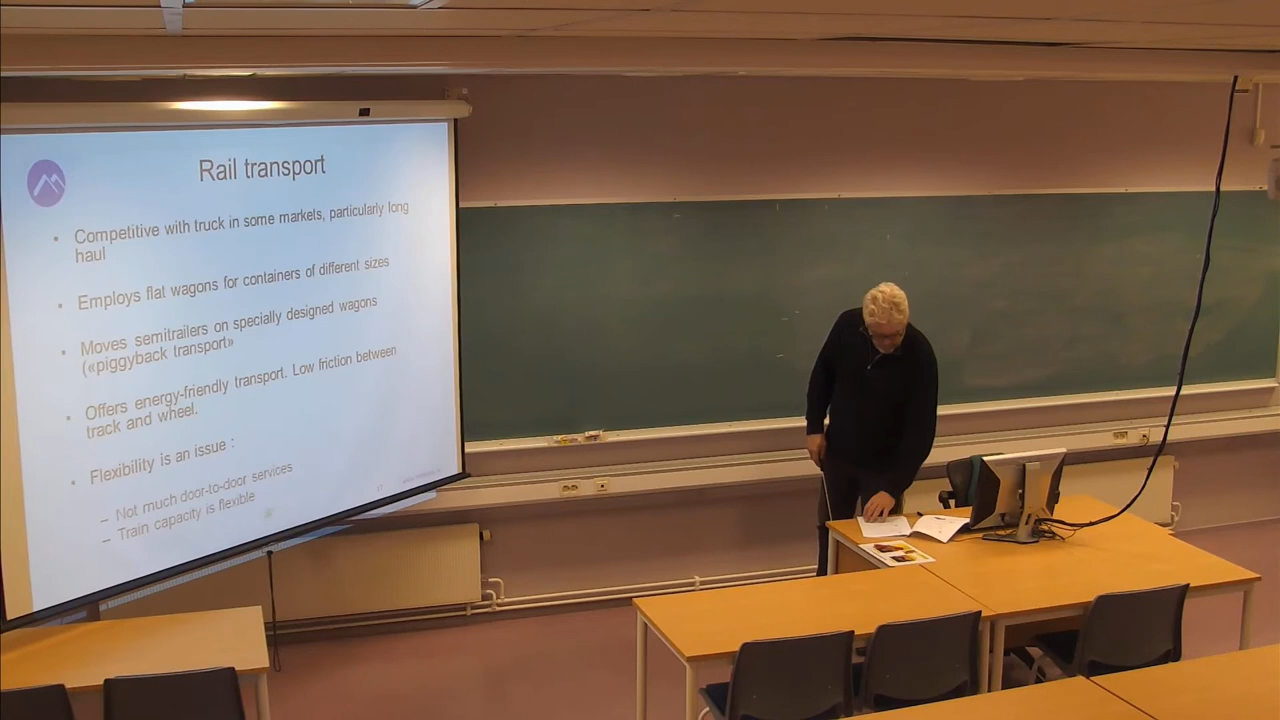 Rail transport
• Competitive with truck in some markets, particularly long
haul
• Employs flat wagons for containers of different sizes
• Moves semitrailers on specially designed wagons
(«piggyback transport»
• Offers energy-friendly transport. Low friction between
track and wheel.
• Flexibility is an issue :
– Not much door-to-door services
– Train capacity is flexible